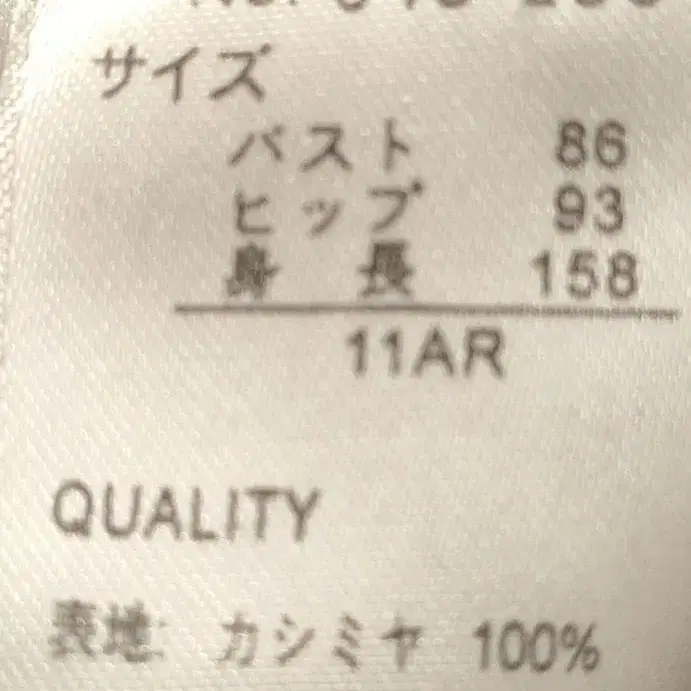 サイズ
バスト 86
ヒップ 93
身長 158
11AR
QUALITY
表地: カシミヤ 100%